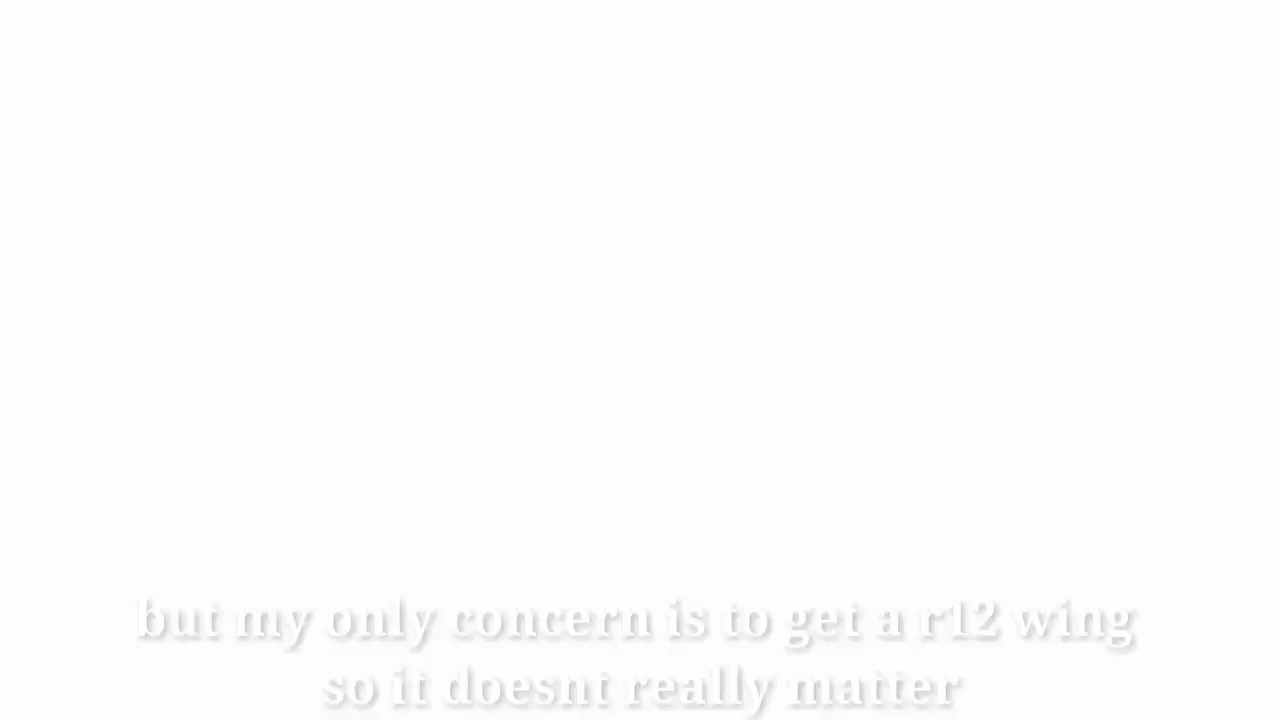 but my only concern is to get a r12 wing
so it doesnt really matter